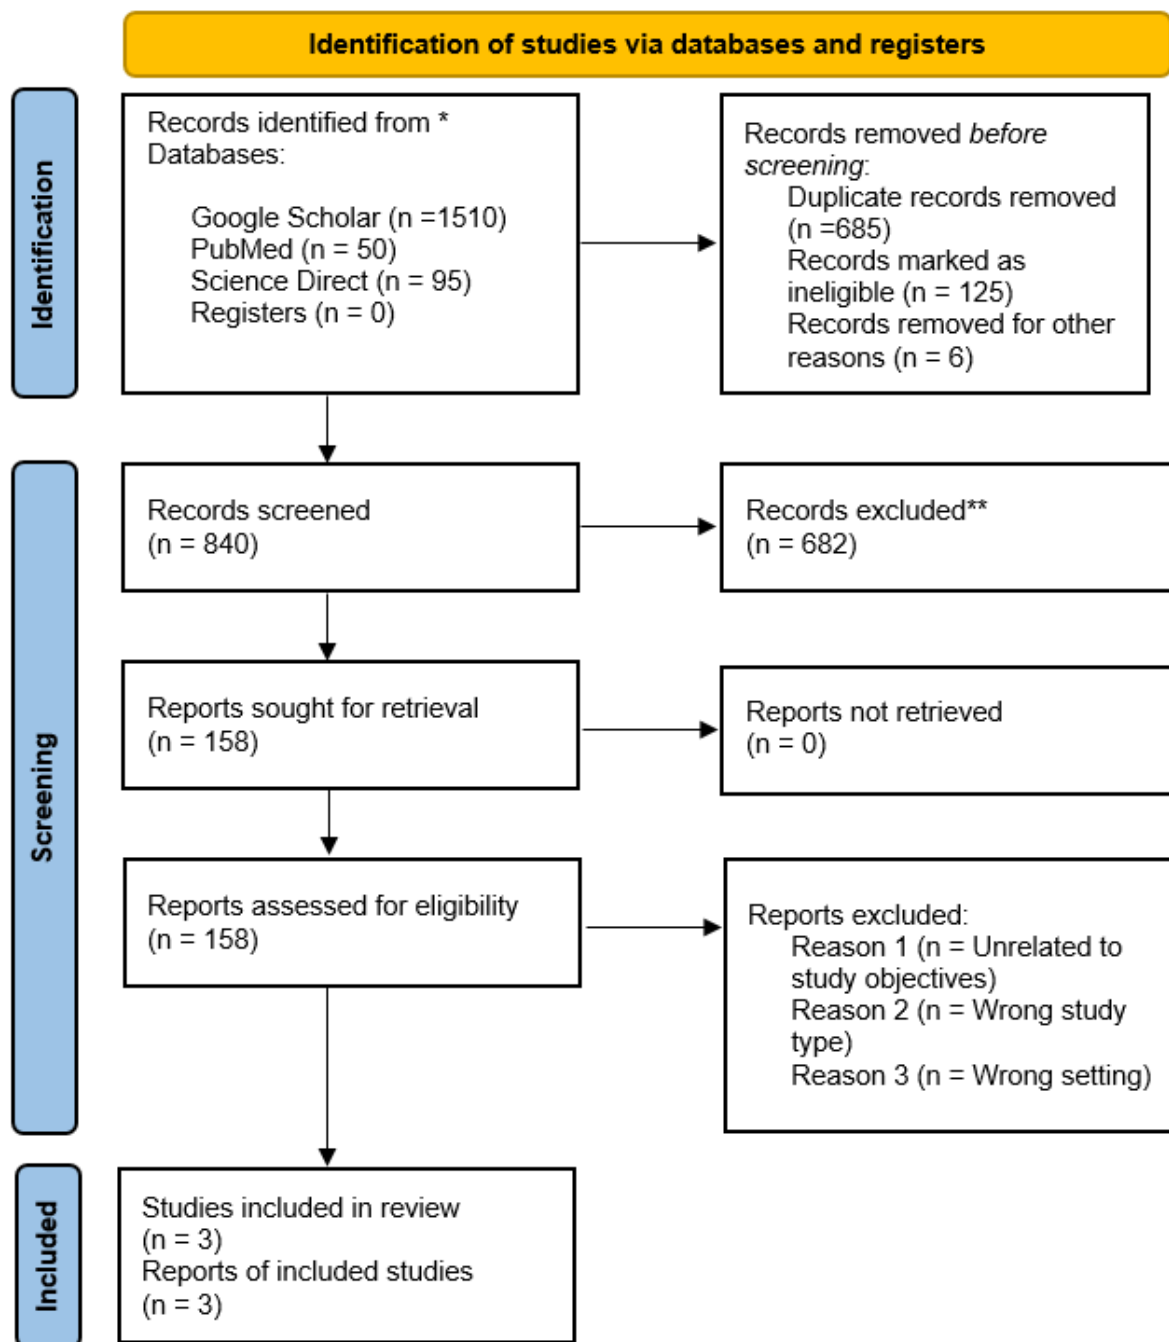 Identification of studies via databases and registers
Identification
Records identified from *
Databases:
Google Scholar (n =1510)
PubMed (n = 50)
Science Direct (n = 95)
Registers (n = 0)
Records removed before
screening:
Duplicate records removed
(n =685)
Records marked as
ineligible (n = 125)
Records removed for other
reasons (n = 6)
Screening
Records screened
(n = 840)
Records excluded**
(n = 682)
Reports sought for retrieval
(n = 158)
Reports not retrieved
(n = 0)
Reports assessed for eligibility
(n = 158)
Reports excluded:
Reason 1 (n = Unrelated to
study objectives)
Reason 2 (n = Wrong study
type)
Reason 3 (n = Wrong setting)
Included
Studies included in review
(n = 3)
Reports of included studies
(n = 3)